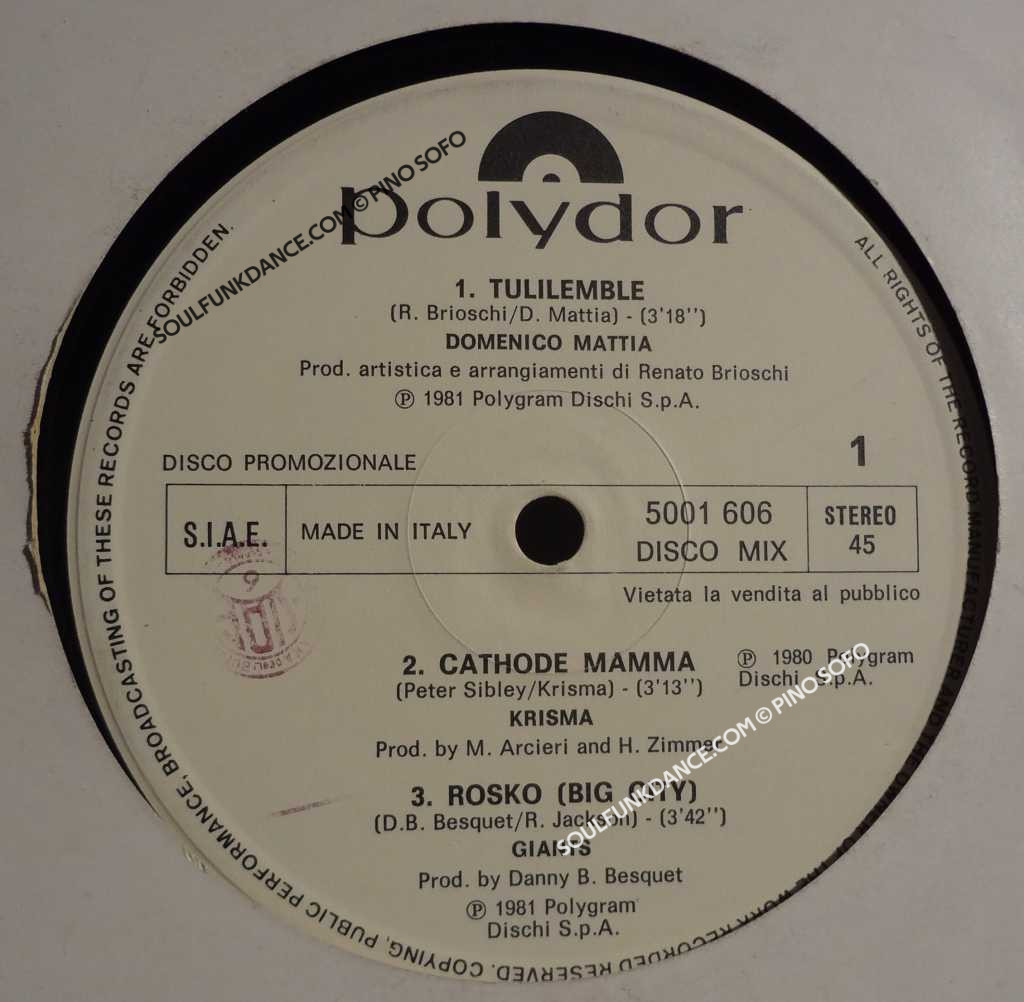 polydor
1. TULILEMBLE
(R. Brioschi/D. Mattia) - (3'18'')
DOMENICO MATTIA
Prod. artistica e arrangiamenti di Renato Brioschi
℗ 1981 Polygram Dischi S.p.A.
DISCO PROMOZIONALE
1
S.I.A.E.
MADE IN ITALY
5001 606
DISCO MIX
STEREO
45
Vietata la vendita al pubblico
2. CATHODE MAMMA
(Peter Sibley/Krisma) - (3'13'')
℗ 1980 Polygram
Dischi S.p.A.
KRISMA
Prod. by M. Arcieri and H. Zimmer
3. ROSKO (BIG CITY)
(D.B. Besquet/R. Jackson) - (3'42'')
GIANTS
Prod. by Danny B. Besquet
℗ 1981 Polygram
Dischi S.p.A.
ALL RIGHTS OF THE RECORD MANUFACTURER AND THE OWNER OF THE WORK RECORDED RESERVED. COPYING, PUBLIC PERFORMANCE, BROADCASTING OF THESE RECORDS ARE FORBIDDEN.
SOULFUNKDANCE.COM © PINO SOFO
SOULFUNKDANCE.COM © PINO SOFO